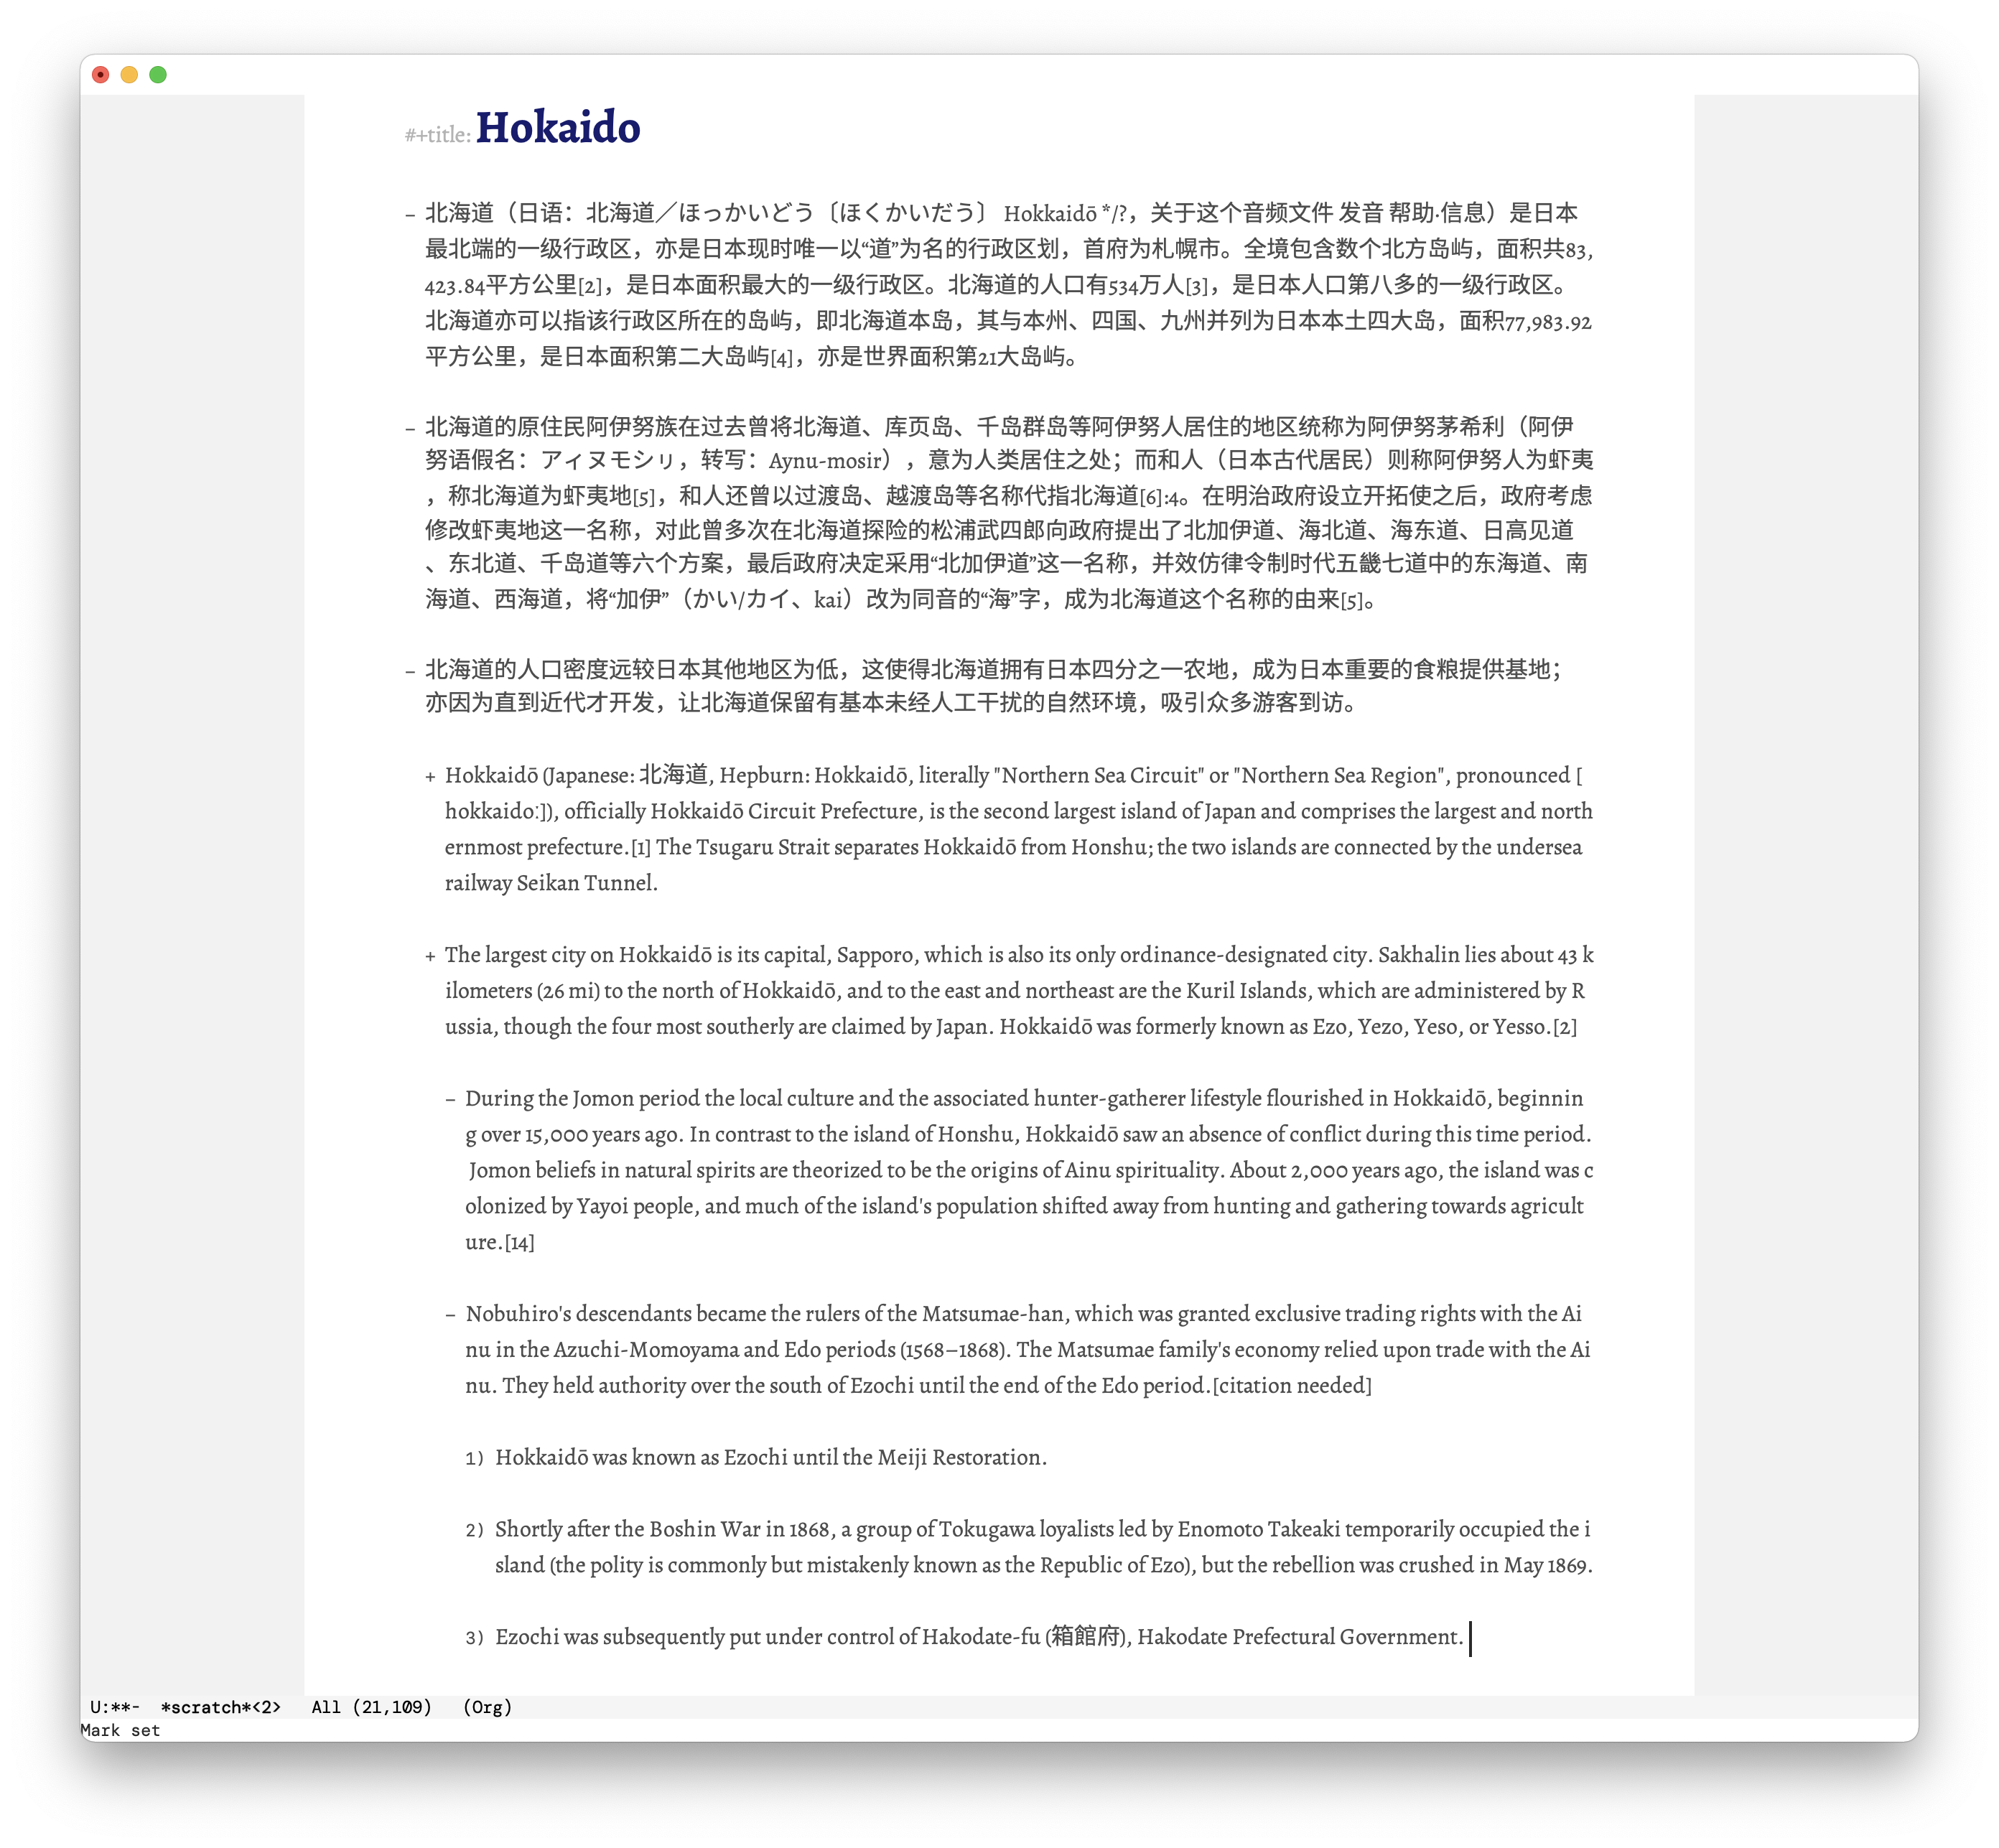 #+title: Hokaido
– 北海道（日语：北海道／ほっかいどう〔ほくかいだう〕 Hokkaidō */?，关于这个音频文件 发音 帮助·信息）是日本
最北端的一级行政区，亦是日本现时唯一以“道”为名的行政区划，首府为札幌市。全境包含数个北方岛屿，面积共83,
423.84平方公里[2]，是日本面积最大的一级行政区。北海道的人口有534万人[3]，是日本人口第八多的一级行政区。
北海道亦可以指该行政区所在的岛屿，即北海道本岛，其与本州、四国、九州并列为日本本土四大岛，面积77,983.92
平方公里，是日本面积第二大岛屿[4]，亦是世界面积第21大岛屿。
– 北海道的原住民阿伊努族在过去曾将北海道、库页岛、千岛群岛等阿伊努人居住的地区统称为阿伊努茅希利（阿伊
努语假名：アィヌモシㇼ，转写：Aynu-mosir），意为人类居住之处；而和人（日本古代居民）则称阿伊努人为虾夷
，称北海道为虾夷地[5]，和人还曾以过渡岛、越渡岛等名称代指北海道[6]:4。在明治政府设立开拓使之后，政府考虑
修改虾夷地这一名称，对此曾多次在北海道探险的松浦武四郎向政府提出了北加伊道、海北道、海东道、日高见道
、东北道、千岛道等六个方案，最后政府决定采用“北加伊道”这一名称，并效仿律令制时代五畿七道中的东海道、南
海道、西海道，将“加伊”（かい/カイ、kai）改为同音的“海”字，成为北海道这个名称的由来[5]。
– 北海道的人口密度远较日本其他地区为低，这使得北海道拥有日本四分之一农地，成为日本重要的食粮提供基地；
亦因为直到近代才开发，让北海道保留有基本未经人工干扰的自然环境，吸引众多游客到访。
+ Hokkaidō (Japanese: 北海道, Hepburn: Hokkaidō, literally "Northern Sea Circuit" or "Northern Sea Region", pronounced [
hokkaidoː]), officially Hokkaidō Circuit Prefecture, is the second largest island of Japan and comprises the largest and north
ernmost prefecture.[1] The Tsugaru Strait separates Hokkaidō from Honshu; the two islands are connected by the undersea
railway Seikan Tunnel.
+ The largest city on Hokkaidō is its capital, Sapporo, which is also its only ordinance-designated city. Sakhalin lies about 43 k
ilometers (26 mi) to the north of Hokkaidō, and to the east and northeast are the Kuril Islands, which are administered by R
ussia, though the four most southerly are claimed by Japan. Hokkaidō was formerly known as Ezo, Yezo, Yeso, or Yesso.[2]
– During the Jomon period the local culture and the associated hunter-gatherer lifestyle flourished in Hokkaidō, beginnin
g over 15,000 years ago. In contrast to the island of Honshu, Hokkaidō saw an absence of conflict during this time period.
Jomon beliefs in natural spirits are theorized to be the origins of Ainu spirituality. About 2,000 years ago, the island was c
olonized by Yayoi people, and much of the island's population shifted away from hunting and gathering towards agricult
ure.[14]
– Nobuhiro's descendants became the rulers of the Matsumae-han, which was granted exclusive trading rights with the Ai
nu in the Azuchi-Momoyama and Edo periods (1568–1868). The Matsumae family's economy relied upon trade with the Ai
nu. They held authority over the south of Ezochi until the end of the Edo period.[citation needed]
1) Hokkaidō was known as Ezochi until the Meiji Restoration.
2) Shortly after the Boshin War in 1868, a group of Tokugawa loyalists led by Enomoto Takeaki temporarily occupied the i
sland (the polity is commonly but mistakenly known as the Republic of Ezo), but the rebellion was crushed in May 1869.
3) Ezochi was subsequently put under control of Hakodate-fu (箱館府), Hakodate Prefectural Government.
U:**- *scratch*<2> All (21,109) (Org)
Mark set